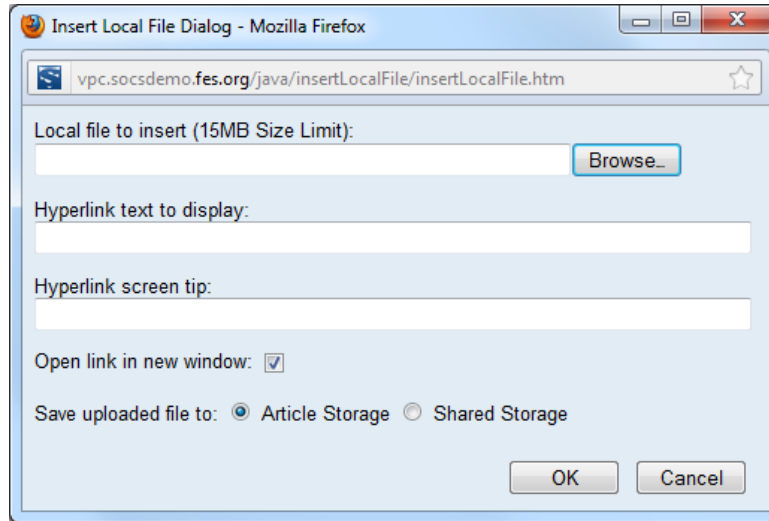 Insert Local File Dialog - Mozilla Firefox
vpc.socsdemo.fes.org/java/insertLocalFile/insertLocalFile.htm
Local file to insert (15MB Size Limit):
Browse...
Hyperlink text to display:
Hyperlink screen tip:
Open link in new window:
Save uploaded file to: Article Storage Shared Storage
OK Cancel